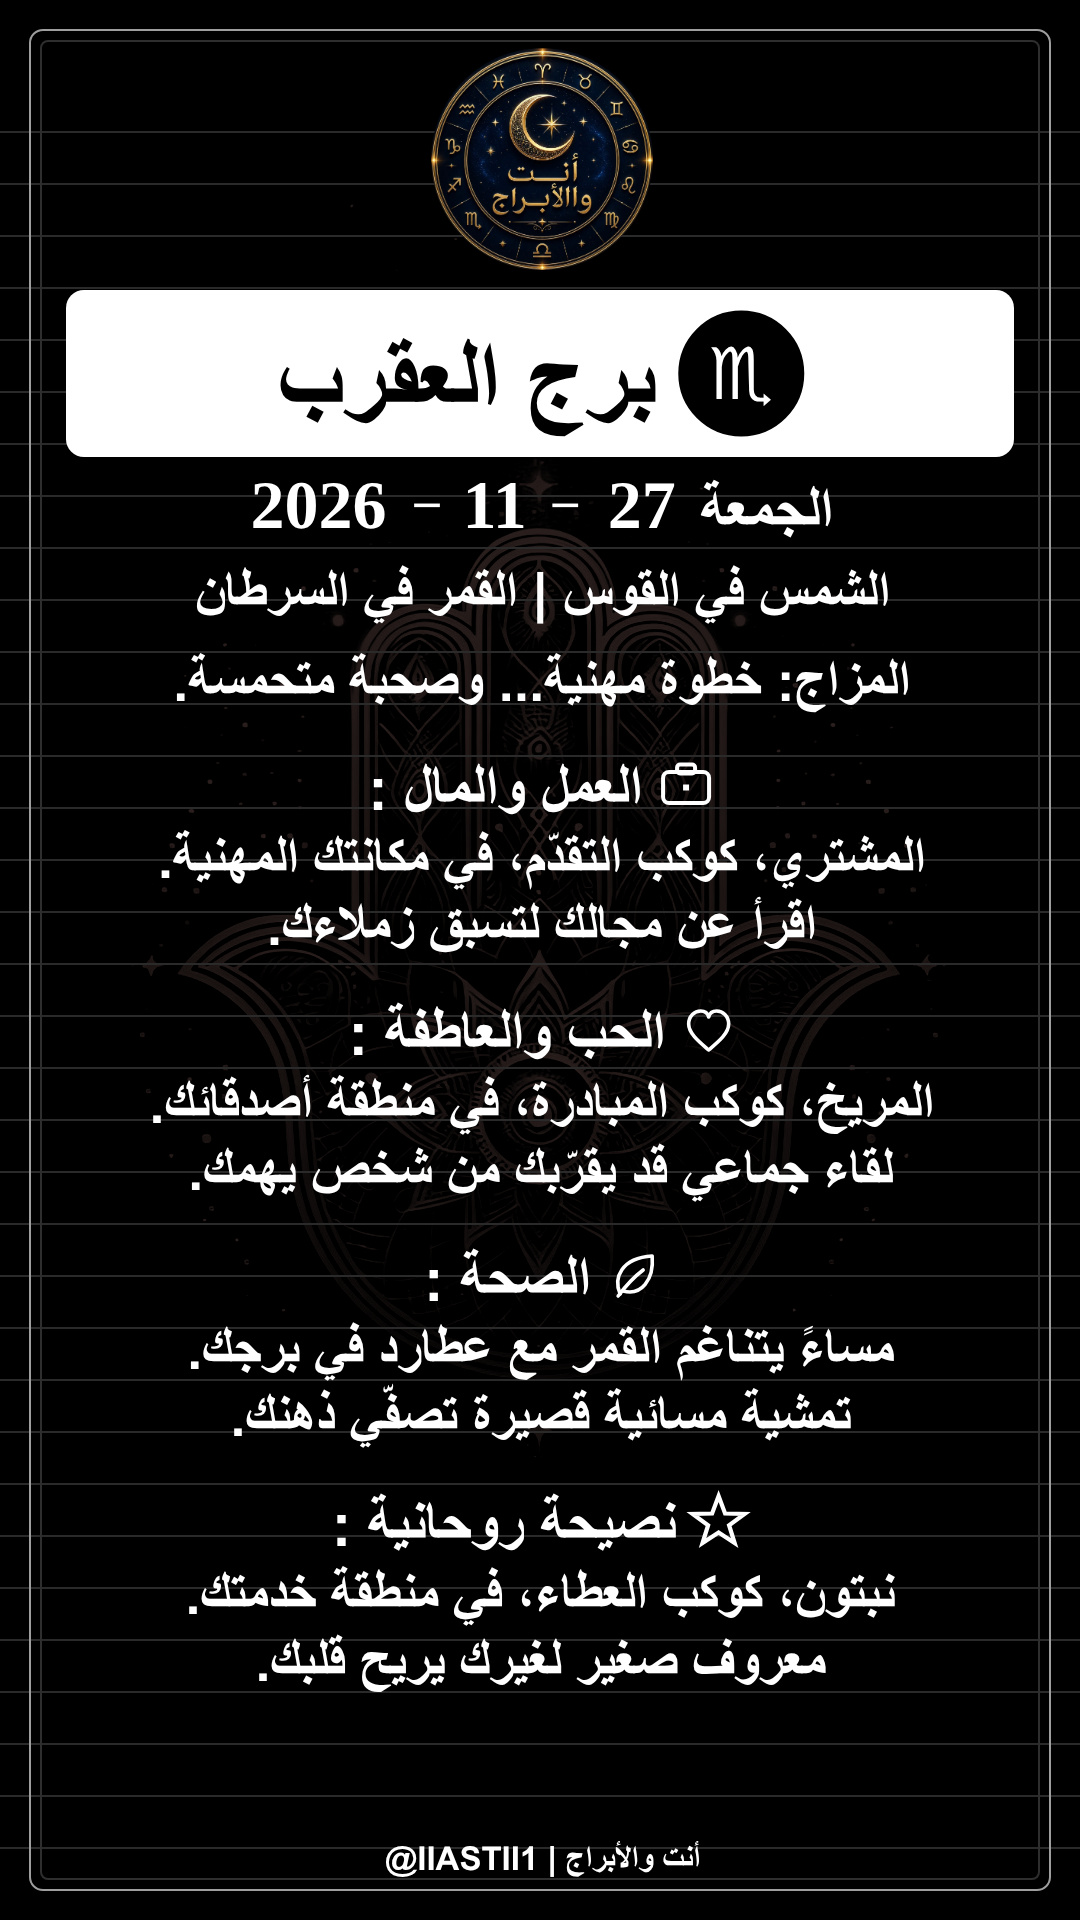 أنت
والأبراج
برج العقرب
الجمعة 27 - 11 - 2026
الشمس في القوس | القمر في السرطان
المزاج: خطوة مهنية... وصحبة متحمسة.
العمل والمال :
المشتري، كوكب التقدّم، في مكانتك المهنية.
اقرأ عن مجالك لتسبق زملاءك.
الحب والعاطفة :
المريخ، كوكب المبادرة، في منطقة أصدقائك.
لقاء جماعي قد يقرّبك من شخص يهمك.
الصحة :
مساءً يتناغم القمر مع عطارد في برجك.
تمشية مسائية قصيرة تصفّي ذهنك.
نصيحة روحانية :
نبتون، كوكب العطاء، في منطقة خدمتك.
معروف صغير لغيرك يريح قلبك.
أنت والأبراج | @IIASTII1